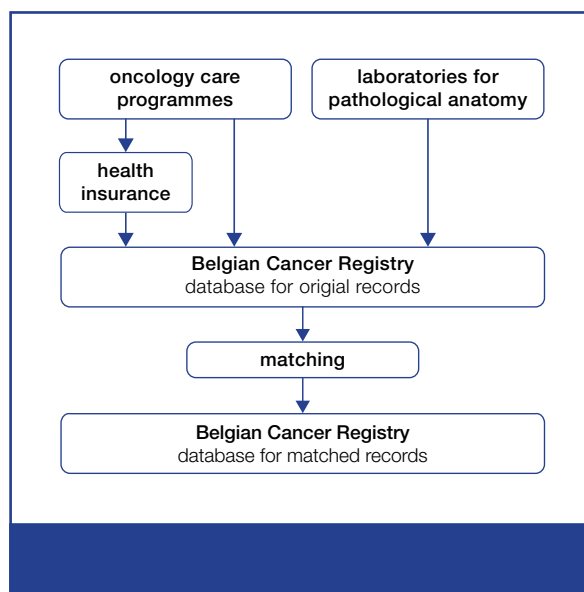 oncology care
programmes
laboratories for
pathological anatomy
health
insurance
Belgian Cancer Registry
database for origial records
matching
Belgian Cancer Registry
database for matched records